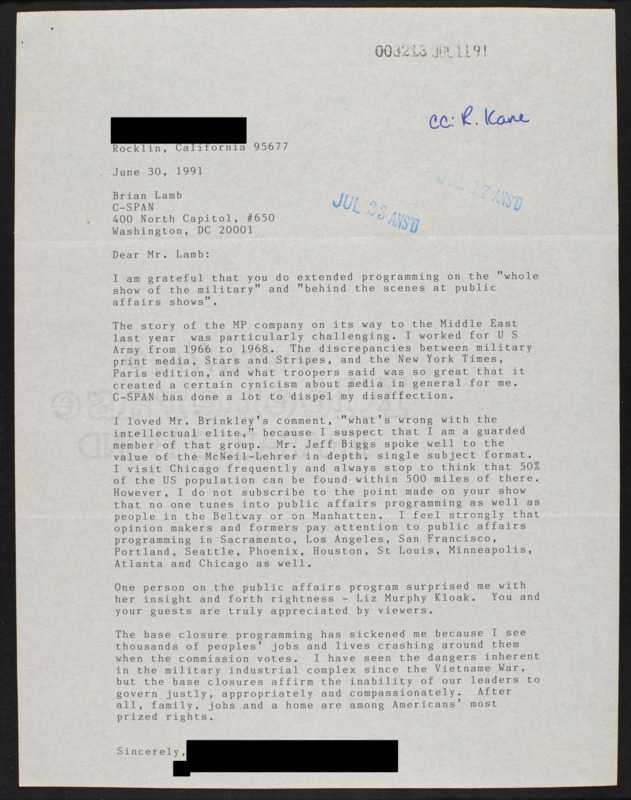 003213 JUL 11 91
cc: R. Kane
Rocklin, California 95677
June 30, 1991
JUL 17 ANS'D
JUL 23 ANS'D
Brian Lamb
C-SPAN
400 North Capitol, #650
Washington, DC 20001
Dear Mr. Lamb:
I am grateful that you do extended programming on the "whole
show of the military" and "behind the scenes at public
affairs shows".
The story of the MP company on its way to the Middle East
last year  was particularly challenging. I worked for U S
Army from 1966 to 1968.  The discrepancies between military
print media, Stars and Stripes, and the New York Times,
Paris edition, and what troopers said was so great that it
created a certain cynicism about media in general for me.
C-SPAN has done a lot to dispel my disaffection.
I loved Mr. Brinkley's comment, "what's wrong with the
intellectual elite," because I suspect that I am a guarded
member of that group.  Mr. Jeff Biggs spoke well to the
value of the McNeil-Lehrer in depth, single subject format.
I visit Chicago frequently and always stop to think that 50%
of the US population can be found within 500 miles of there.
However, I do not subscribe to the point made on your show
that no one tunes into public affairs programming as well as
people in the Beltway or on Manhatten.  I feel strongly that
opinion makers and formers pay attention to public affairs
programming in Sacramento, Los Angeles, San Francisco,
Portland, Seattle, Phoenix, Houston, St Louis, Minneapolis,
Atlanta and Chicago as well.
One person on the public affairs program surprised me with
her insight and forth rightness - Liz Murphy Kloak.  You and
your guests are truly appreciated by viewers.
The base closure programming has sickened me because I see
thousands of peoples' jobs and lives crashing around them
when the commission votes.  I have seen the dangers inherent
in the military industrial complex since the Vietname War,
but the base closures affirm the inability of our leaders to
govern justly, appropriately and compassionately.  After
all, family, jobs and a home are among Americans' most
prized rights.
Sincerely,